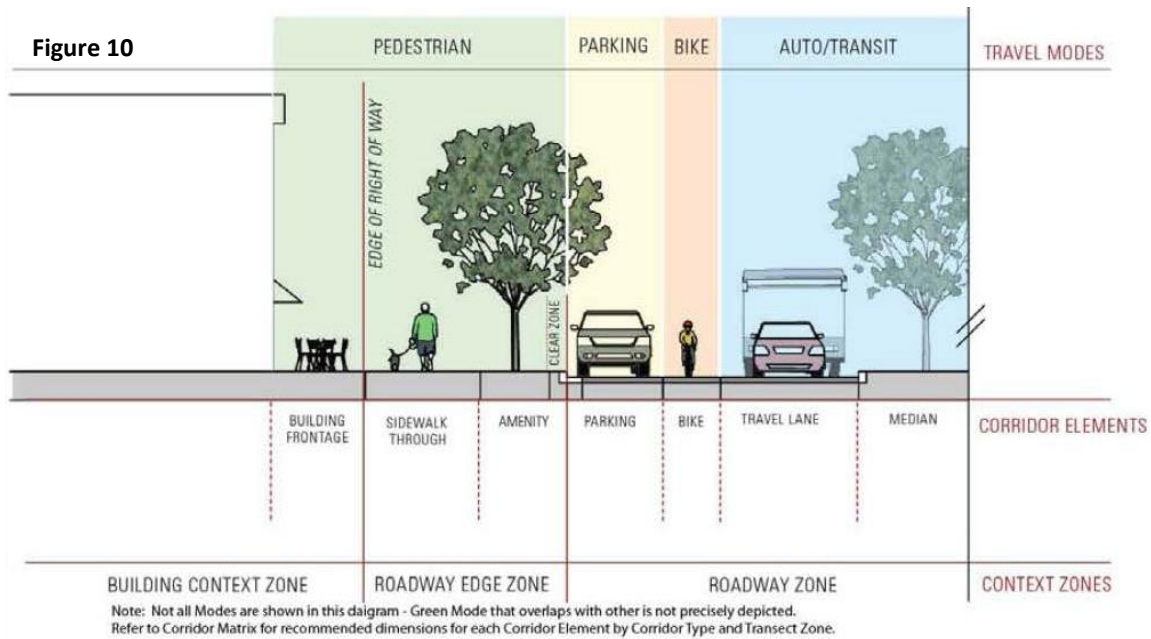 Figure 10
PEDESTRIAN
PARKING
BIKE
AUTO/TRANSIT
TRAVEL MODES
EDGE OF RIGHT OF WAY
CLEAR ZONE
BUILDING
FRONTAGE
SIDEWALK
THROUGH
AMENITY
PARKING
BIKE
TRAVEL LANE
MEDIAN
CORRIDOR ELEMENTS
BUILDING CONTEXT ZONE
ROADWAY EDGE ZONE
ROADWAY ZONE
CONTEXT ZONES
Note: Not all Modes are shown in this daigram - Green Mode that overlaps with other is not precisely depicted.
Refer to Corridor Matrix for recommended dimensions for each Corridor Element by Corridor Type and Transect Zone.